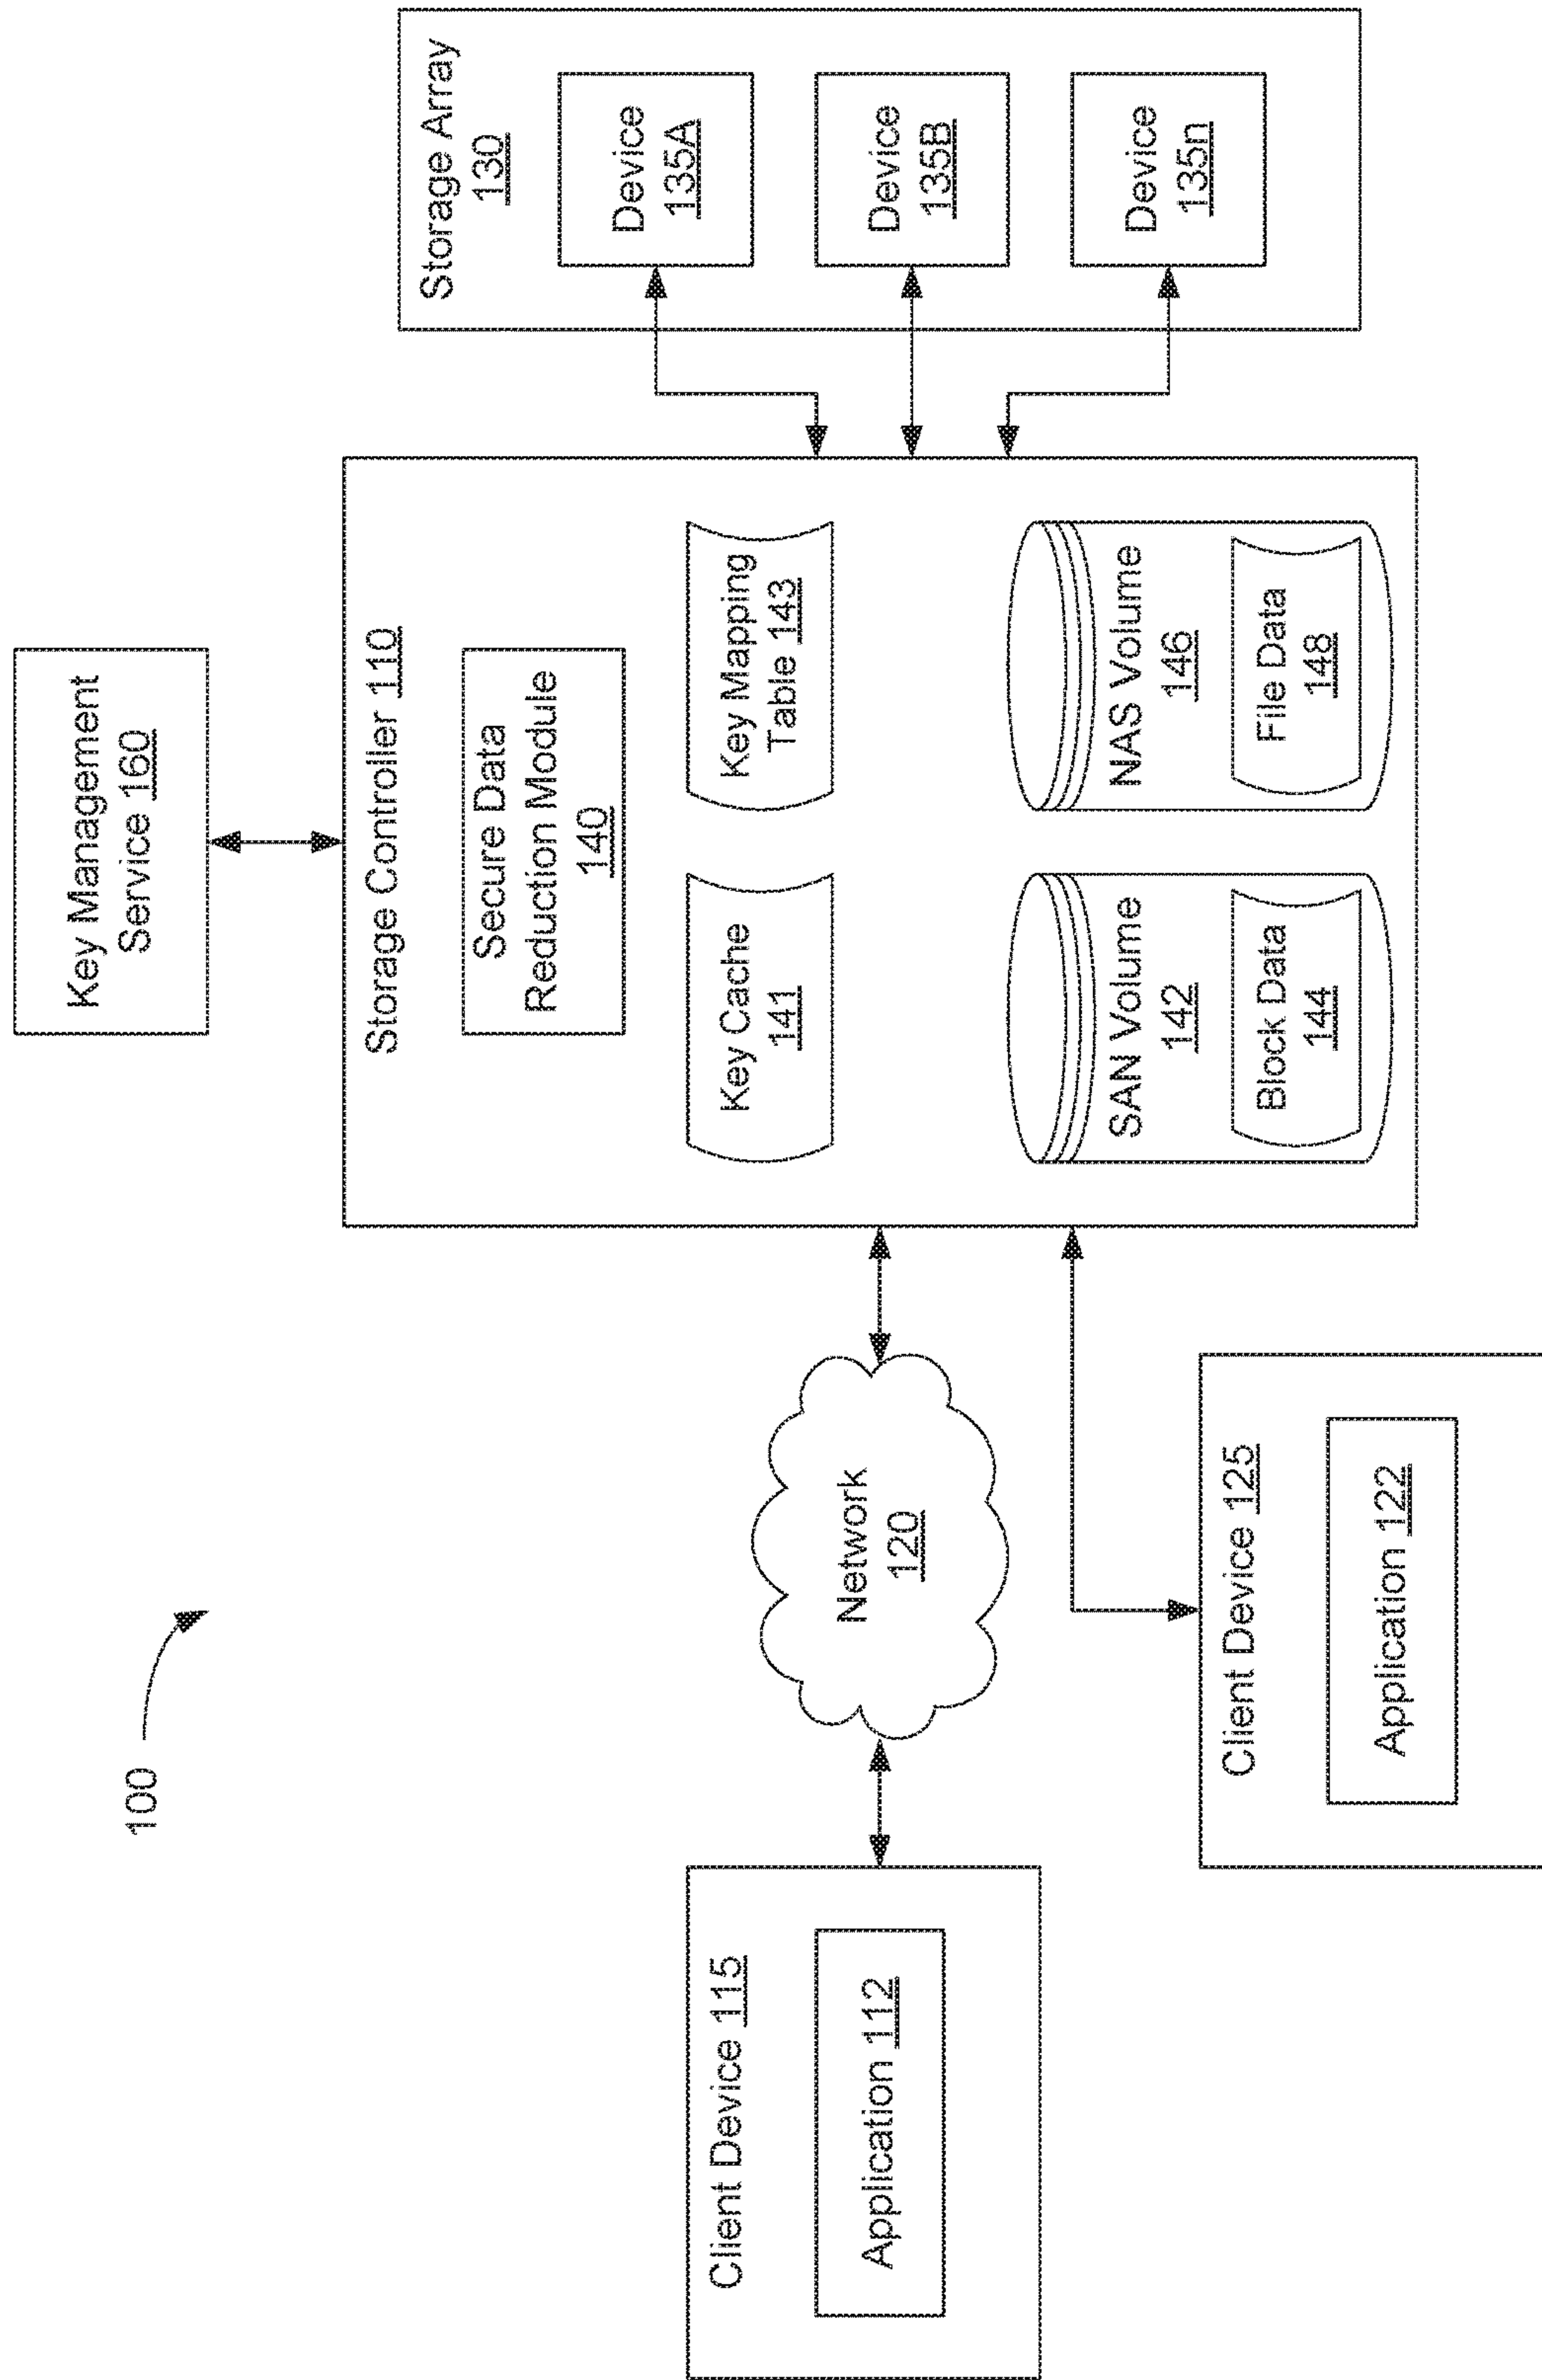 100
Key Management
Service 160
Storage Controller 110
Secure Data
Reduction Module
140
Key Cache
141
Key Mapping
Table 143
SAN Volume
142
Block Data
144
NAS Volume
146
File Data
148
Storage Array
130
Device
135A
Device
135B
Device
135n
Network
120
Client Device 115
Application 112
Client Device 125
Application 122